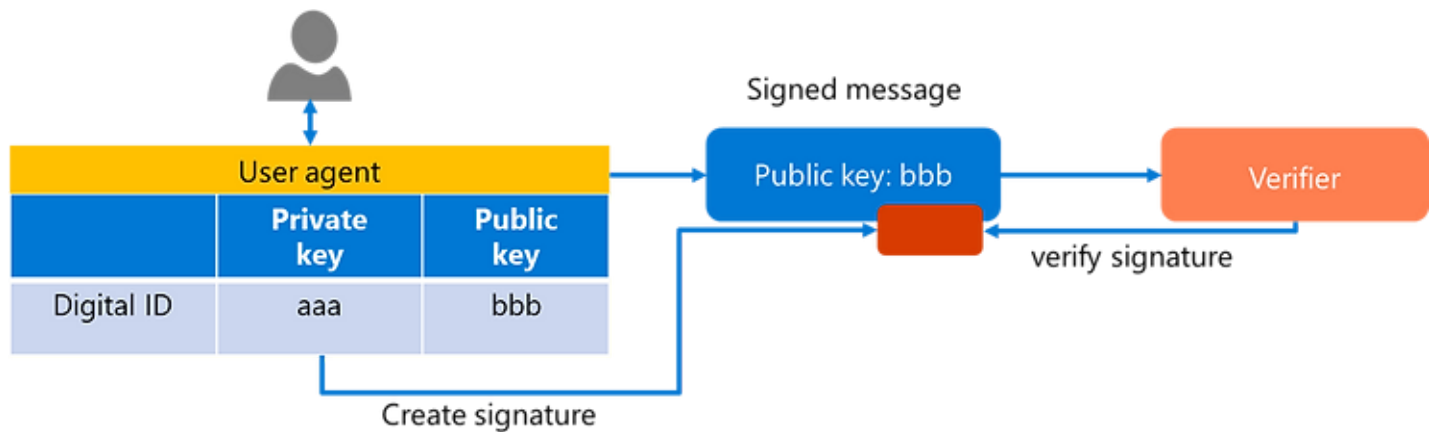 Signed message
User agent
Public key: bbb
Verifier
Private
key
Public
key
verify signature
Digital ID aaa bbb
Create signature